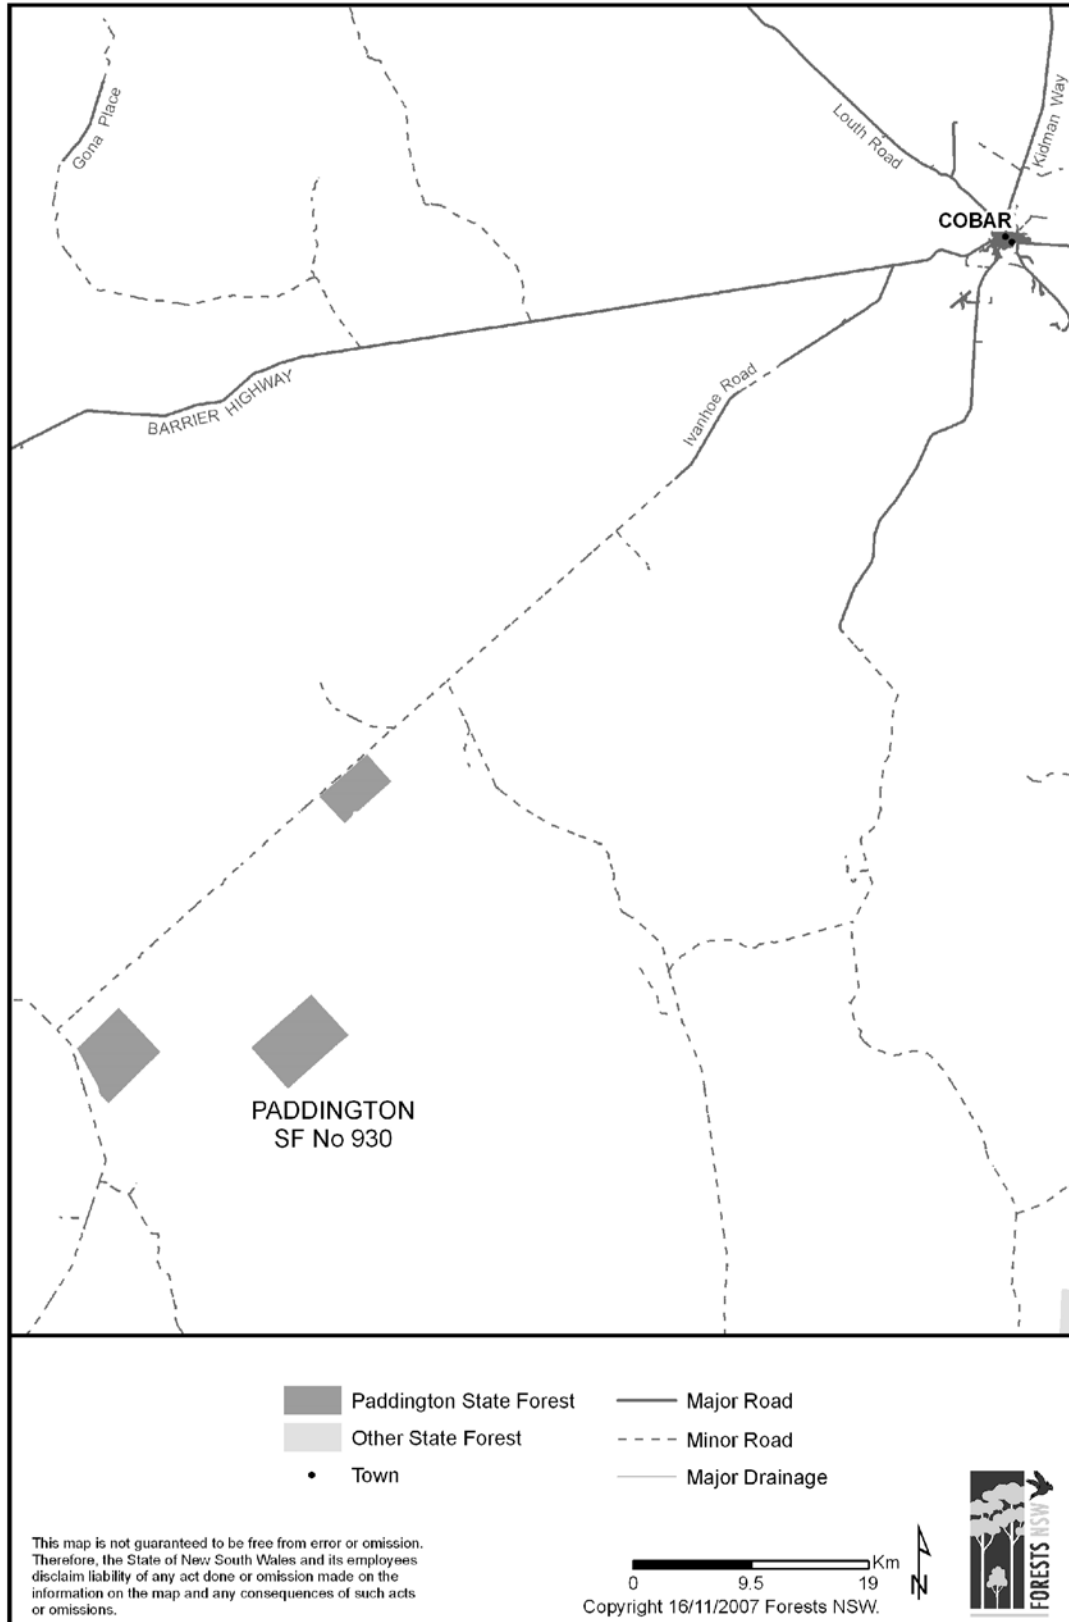 Gona Place
Louth Road
Kidman Way
COBAR
BARRIER HIGHWAY
Ivanhoe Road
PADDINGTON
SF No 930
Paddington State Forest
Other State Forest
Town
Major Road
Minor Road
Major Drainage
This map is not guaranteed to be free from error or omission.
Therefore, the State of New South Wales and its employees
disclaim liability of any act done or omission made on the
information on the map and any consequences of such acts
or omissions.
Km
0 9.5 19
Copyright 16/11/2007 Forests NSW.
N
FORESTS NSW